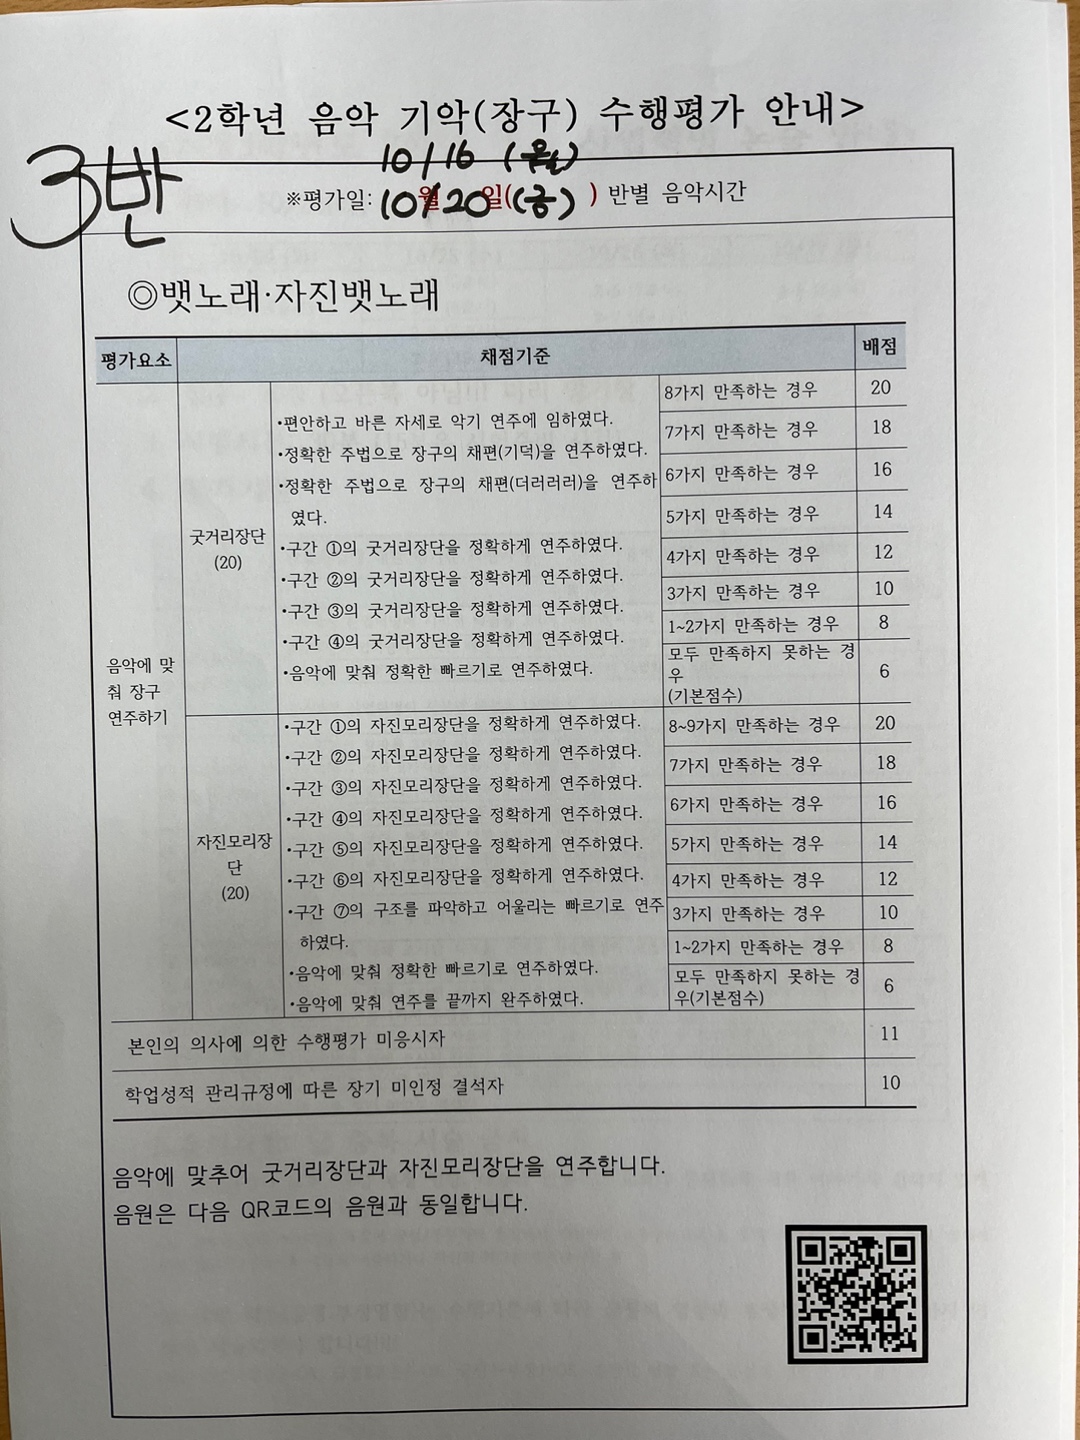 <2학년 음악 기악(장구) 수행평가 안내>
3반
10/16 (월)
※평가일: 10/20 (금) 반별 음악시간
◎뱃노래·자진뱃노래
평가요소 채점기준 배점
음악에 맞
춰 장구
연주하기
굿거리장단
(20)
·편안하고 바른 자세로 악기 연주에 임하였다.
·정확한 주법으로 장구의 채편(기덕)을 연주하였다.
·정확한 주법으로 장구의 채편(더러러러)을 연주하
였다.
·구간 ①의 굿거리장단을 정확하게 연주하였다.
·구간 ②의 굿거리장단을 정확하게 연주하였다.
·구간 ③의 굿거리장단을 정확하게 연주하였다.
·구간 ④의 굿거리장단을 정확하게 연주하였다.
·음악에 맞춰 정확한 빠르기로 연주하였다.
8가지 만족하는 경우 20
7가지 만족하는 경우 18
6가지 만족하는 경우 16
5가지 만족하는 경우 14
4가지 만족하는 경우 12
3가지 만족하는 경우 10
1~2가지 만족하는 경우 8
모두 만족하지 못하는 경
우
(기본점수)
6
자진모리장
단
(20)
·구간 ①의 자진모리장단을 정확하게 연주하였다.
·구간 ②의 자진모리장단을 정확하게 연주하였다.
·구간 ③의 자진모리장단을 정확하게 연주하였다.
·구간 ④의 자진모리장단을 정확하게 연주하였다.
·구간 ⑤의 자진모리장단을 정확하게 연주하였다.
·구간 ⑥의 자진모리장단을 정확하게 연주하였다.
·구간 ⑦의 구조를 파악하고 어울리는 빠르기로 연주
하였다.
·음악에 맞춰 정확한 빠르기로 연주하였다.
·음악에 맞춰 연주를 끝까지 완주하였다.
8~9가지 만족하는 경우 20
7가지 만족하는 경우 18
6가지 만족하는 경우 16
5가지 만족하는 경우 14
4가지 만족하는 경우 12
3가지 만족하는 경우 10
1~2가지 만족하는 경우 8
모두 만족하지 못하는 경
우(기본점수)
6
본인의 의사에 의한 수행평가 미응시자 11
학업성적 관리규정에 따른 장기 미인정 결석자 10
음악에 맞추어 굿거리장단과 자진모리장단을 연주합니다.
음원은 다음 QR코드의 음원과 동일합니다.